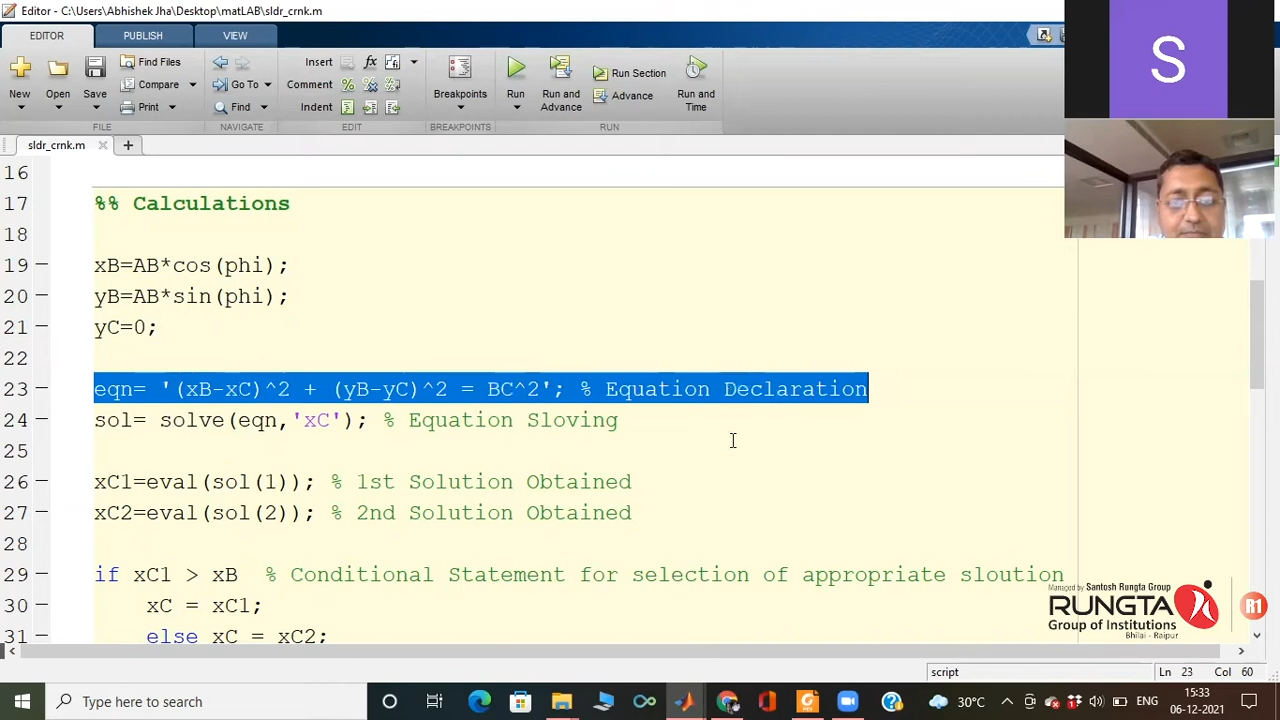 Editor - C:\Users\Abhishek Jha\Desktop\matLAB\sldr_crnk.m
EDITOR PUBLISH VIEW
New Open Save Find Files Compare Print
Go To Find
Insert fx Comment Indent
Breakpoints
Run Run and Advance Run Section Advance Run and Time
FILE NAVIGATE EDIT BREAKPOINTS RUN
S
sldr_crnk.m
16
17 %% Calculations
18
19 xB=AB*cos(phi);
20 yB=AB*sin(phi);
21 yC=0;
22
23 eqn= '(xB-xC)^2 + (yB-yC)^2 = BC^2'; % Equation Declaration
24 sol= solve(eqn,'xC'); % Equation Sloving
25
26 xC1=eval(sol(1)); % 1st Solution Obtained
27 xC2=eval(sol(2)); % 2nd Solution Obtained
28
29 if xC1 > xB % Conditional Statement for selection of appropriate sloution
30 xC = xC1;
31 else xC = xC2;
Managed by Santosh Rungta Group
RUNGTA
Group of Institutions
Bhilai - Raipur
R1
script Ln 23 Col 60
Type here to search
30°C ENG 15:33
06-12-2021